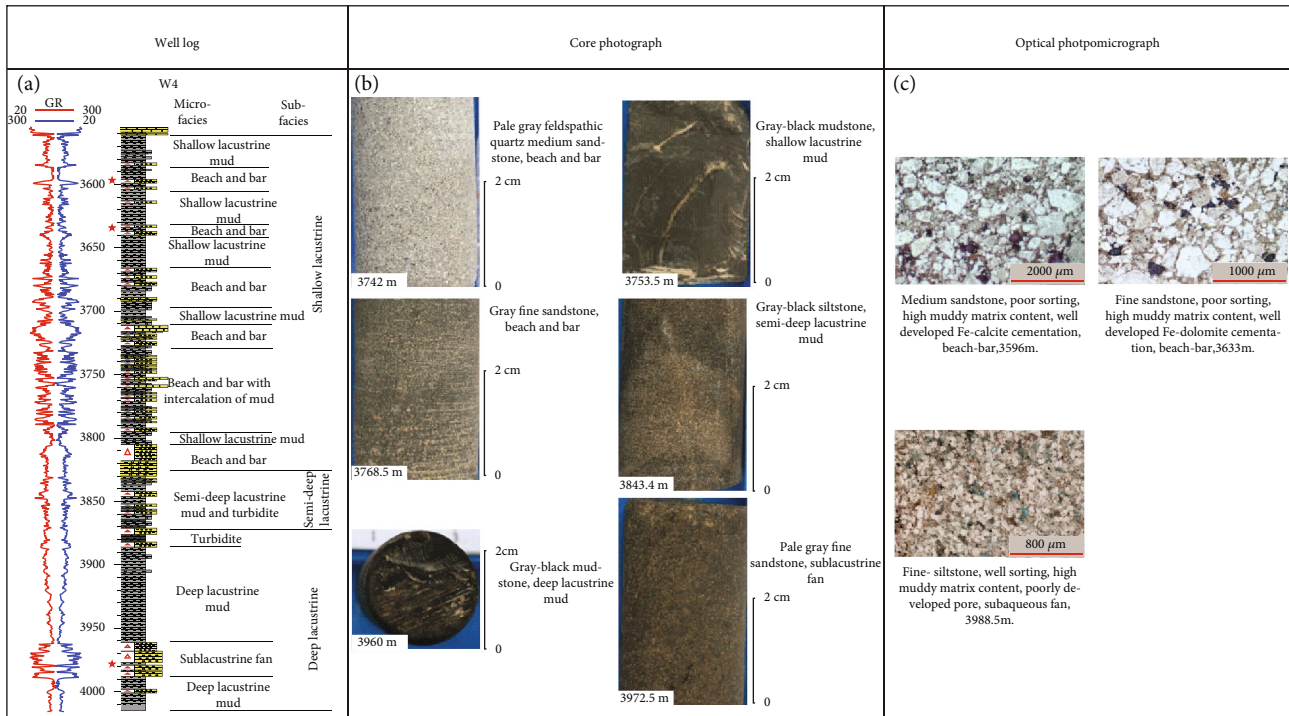 Well log
Core photograph
Optical photpomicrograph
(a)
W4
GR
20 300
300 20
Micro-
facies
Sub-
facies
Shallow lacustrine
mud
Beach and bar
3600
Shallow lacustrine
mud
Beach and bar
3650
Shallow lacustrine
mud
Beach and bar
3700
Shallow lacustrine mud
Beach and bar
3750
Beach and bar with
intercalation of mud
3800
Shallow lacustrine mud
Beach and bar
3850
Semi-deep lacustrine
mud and turbidite
Turbidite
3900
Deep lacustrine
mud
3950
Sublacustrine fan
4000
Deep lacustrine
mud
Shallow lacustrine
Semi-deep
lacustrine
Deep lacustrine
(b)
Pale gray feldspathic
quartz medium sand-
stone, beach and bar
2 cm
0
3742 m
Gray-black mudstone,
shallow lacustrine
mud
2 cm
0
3753.5 m
Gray fine sandstone,
beach and bar
2 cm
0
3768.5 m
Gray-black siltstone,
semi-deep lacustrine
mud
2 cm
0
3843.4 m
2cm
Gray-black mud-
stone, deep lacustrine
mud
0
3960 m
Pale gray fine
sandstone, sublacustrine
fan
2 cm
0
3972.5 m
(c)
2000 μm
Medium sandstone, poor sorting,
high muddy matrix content, well
developed Fe-calcite cementation,
beach-bar,3596m.
1000 μm
Fine sandstone, poor sorting,
high muddy matrix content, well
developed Fe-dolomite cementa-
tion, beach-bar,3633m.
800 μm
Fine- siltstone, well sorting, high
muddy matrix content, poorly de-
veloped pore, subaqueous fan,
3988.5m.